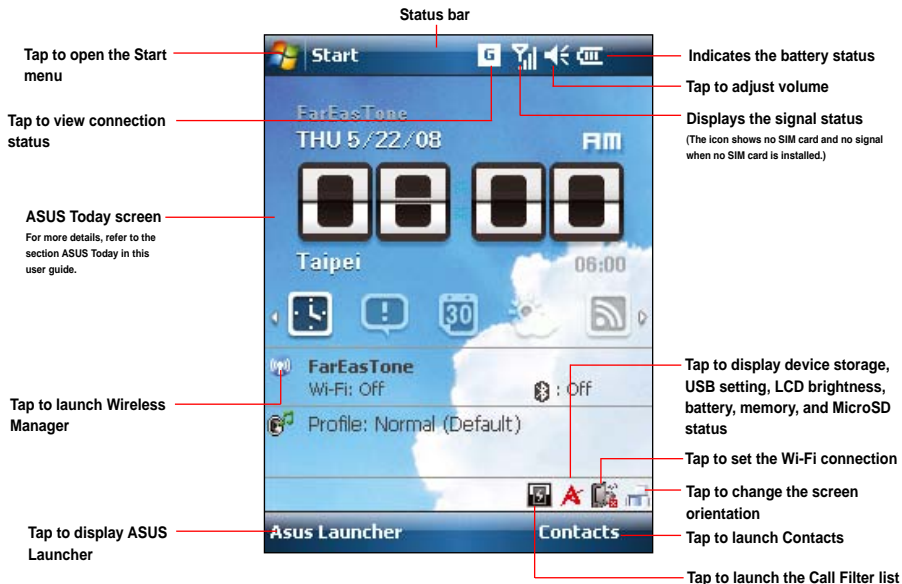 Status bar
Tap to open the Start
menu
Tap to view connection
status
ASUS Today screen
For more details, refer to the
section ASUS Today in this
user guide.
Tap to launch Wireless
Manager
Tap to display ASUS
Launcher
Start
G
FarEasTone
THU 5/22/08
AM
08:00
Taipei
06:00
30
FarEasTone
Wi-Fi: Off
: Off
Profile: Normal (Default)
Asus Launcher
Contacts
Indicates the battery status
Tap to adjust volume
Displays the signal status
(The icon shows no SIM card and no signal
when no SIM card is installed.)
Tap to display device storage,
USB setting, LCD brightness,
battery, memory, and MicroSD
status
Tap to set the Wi-Fi connection
Tap to change the screen
orientation
Tap to launch Contacts
Tap to launch the Call Filter list